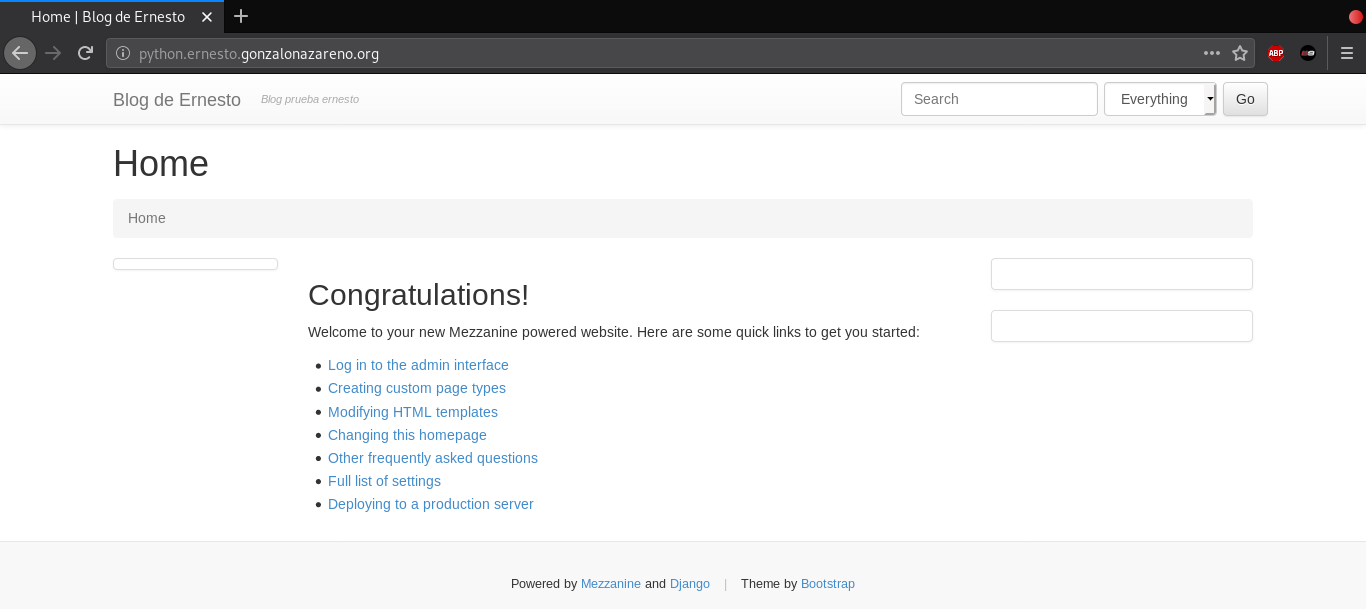 Home | Blog de Ernesto
python.ernesto.gonzalonazareno.org
ABP
Blog de Ernesto Blog prueba ernesto Search Everything Go
Home
Home
Congratulations!
Welcome to your new Mezzanine powered website. Here are some quick links to get you started:
Log in to the admin interface
Creating custom page types
Modifying HTML templates
Changing this homepage
Other frequently asked questions
Full list of settings
Deploying to a production server
Powered by Mezzanine and Django | Theme by Bootstrap